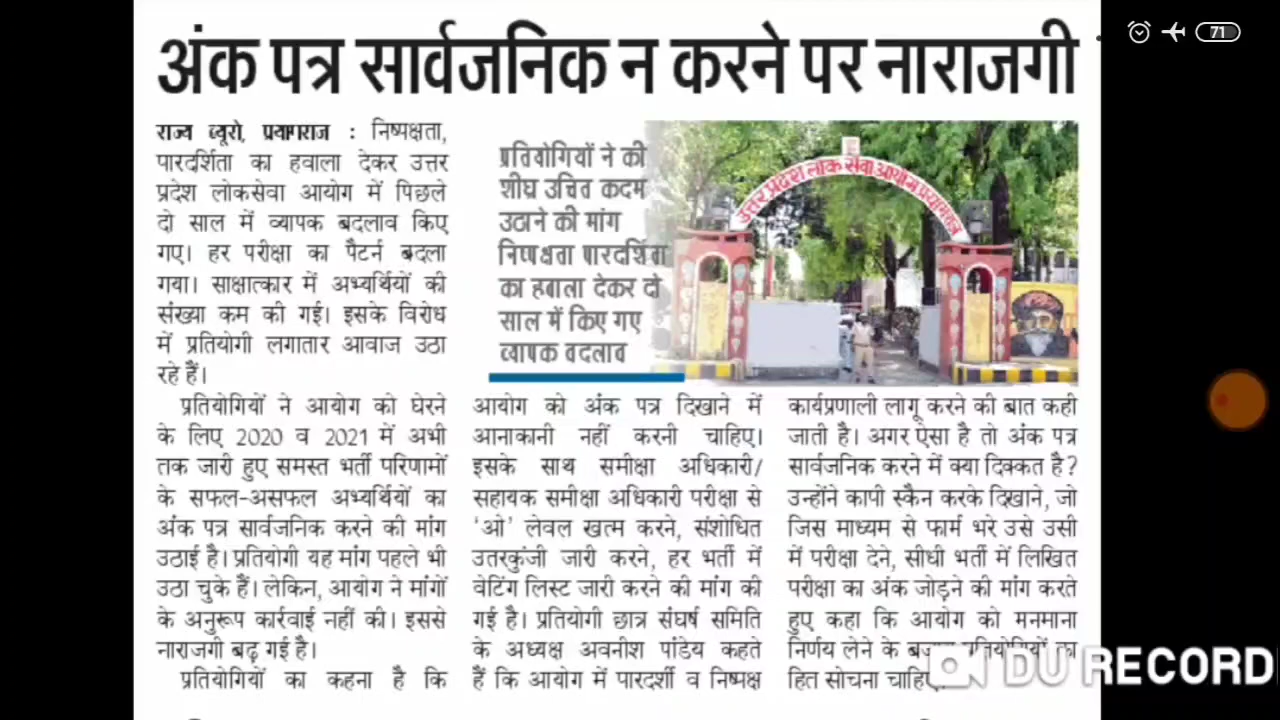 अंक पत्र सार्वजनिक न करने पर नाराजगी
71
राज्य ब्यूरो, प्रयागराज : निष्पक्षता,
पारदर्शिता का हवाला देकर उत्तर
प्रदेश लोकसेवा आयोग में पिछले
दो साल में व्यापक बदलाव किए
गए। हर परीक्षा का पैटर्न बदला
गया। साक्षात्कार में अभ्यर्थियों की
संख्या कम की गई। इसके विरोध
में प्रतियोगी लगातार आवाज उठा
रहे हैं।
प्रतियोगियों ने आयोग को घेरने
के लिए 2020 व 2021 में अभी
तक जारी हुए समस्त भर्ती परिणामों
के सफल-असफल अभ्यर्थियों का
अंक पत्र सार्वजनिक करने की मांग
उठाई है। प्रतियोगी यह मांग पहले भी
उठा चुके हैं। लेकिन, आयोग ने मांगों
के अनुरूप कार्रवाई नहीं की। इससे
नाराजगी बढ़ गई है।
प्रतियोगियों का कहना है कि
प्रतियोगियों ने की
शीघ्र उचित कदम
उठाने की मांग
निष्पक्षता पारदर्शिता
का हवाला देकर दो
साल में किए गए
व्यापक बदलाव
उत्तर प्रदेश लोक सेवा आयोग प्रयागराज
आयोग को अंक पत्र दिखाने में
आनाकानी नहीं करनी चाहिए।
इसके साथ समीक्षा अधिकारी/
सहायक समीक्षा अधिकारी परीक्षा से
'ओ' लेवल खत्म करने, संशोधित
उतरकुंजी जारी करने, हर भर्ती में
वेटिंग लिस्ट जारी करने की मांग की
गई है। प्रतियोगी छात्र संघर्ष समिति
के अध्यक्ष अवनीश पांडेय कहते
हैं कि आयोग में पारदर्शी व निष्पक्ष
कार्यप्रणाली लागू करने की बात कही
जाती है। अगर ऐसा है तो अंक पत्र
सार्वजनिक करने में क्या दिक्कत है?
उन्होंने कापी स्कैन करके दिखाने, जो
जिस माध्यम से फार्म भरे उसे उसी
में परीक्षा देने, सीधी भर्ती में लिखित
परीक्षा का अंक जोड़ने की मांग करते
हुए कहा कि आयोग को मनमाना
निर्णय लेने के बजाय प्रतियोगियों का
हित सोचना चाहिए।
DU RECORD